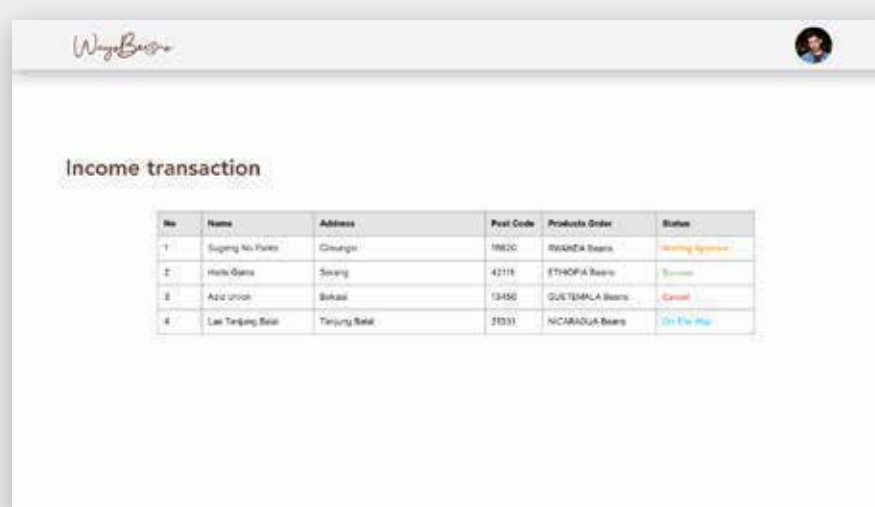 WaysBeans
Income transaction
No Name Address Post Code Products Order Status
1 Sugeng No Pants RWANDA Beans Waiting Approve
2 Haris Gams Serang 42111 ETHIOPIA Beans Success
3 Aziz Union Bekasi 13450 GUETEMALA Beans Cancel
4 Lae Tanjung Balai Tanjung Balai 21331 NICARAGUA Beans On The Way